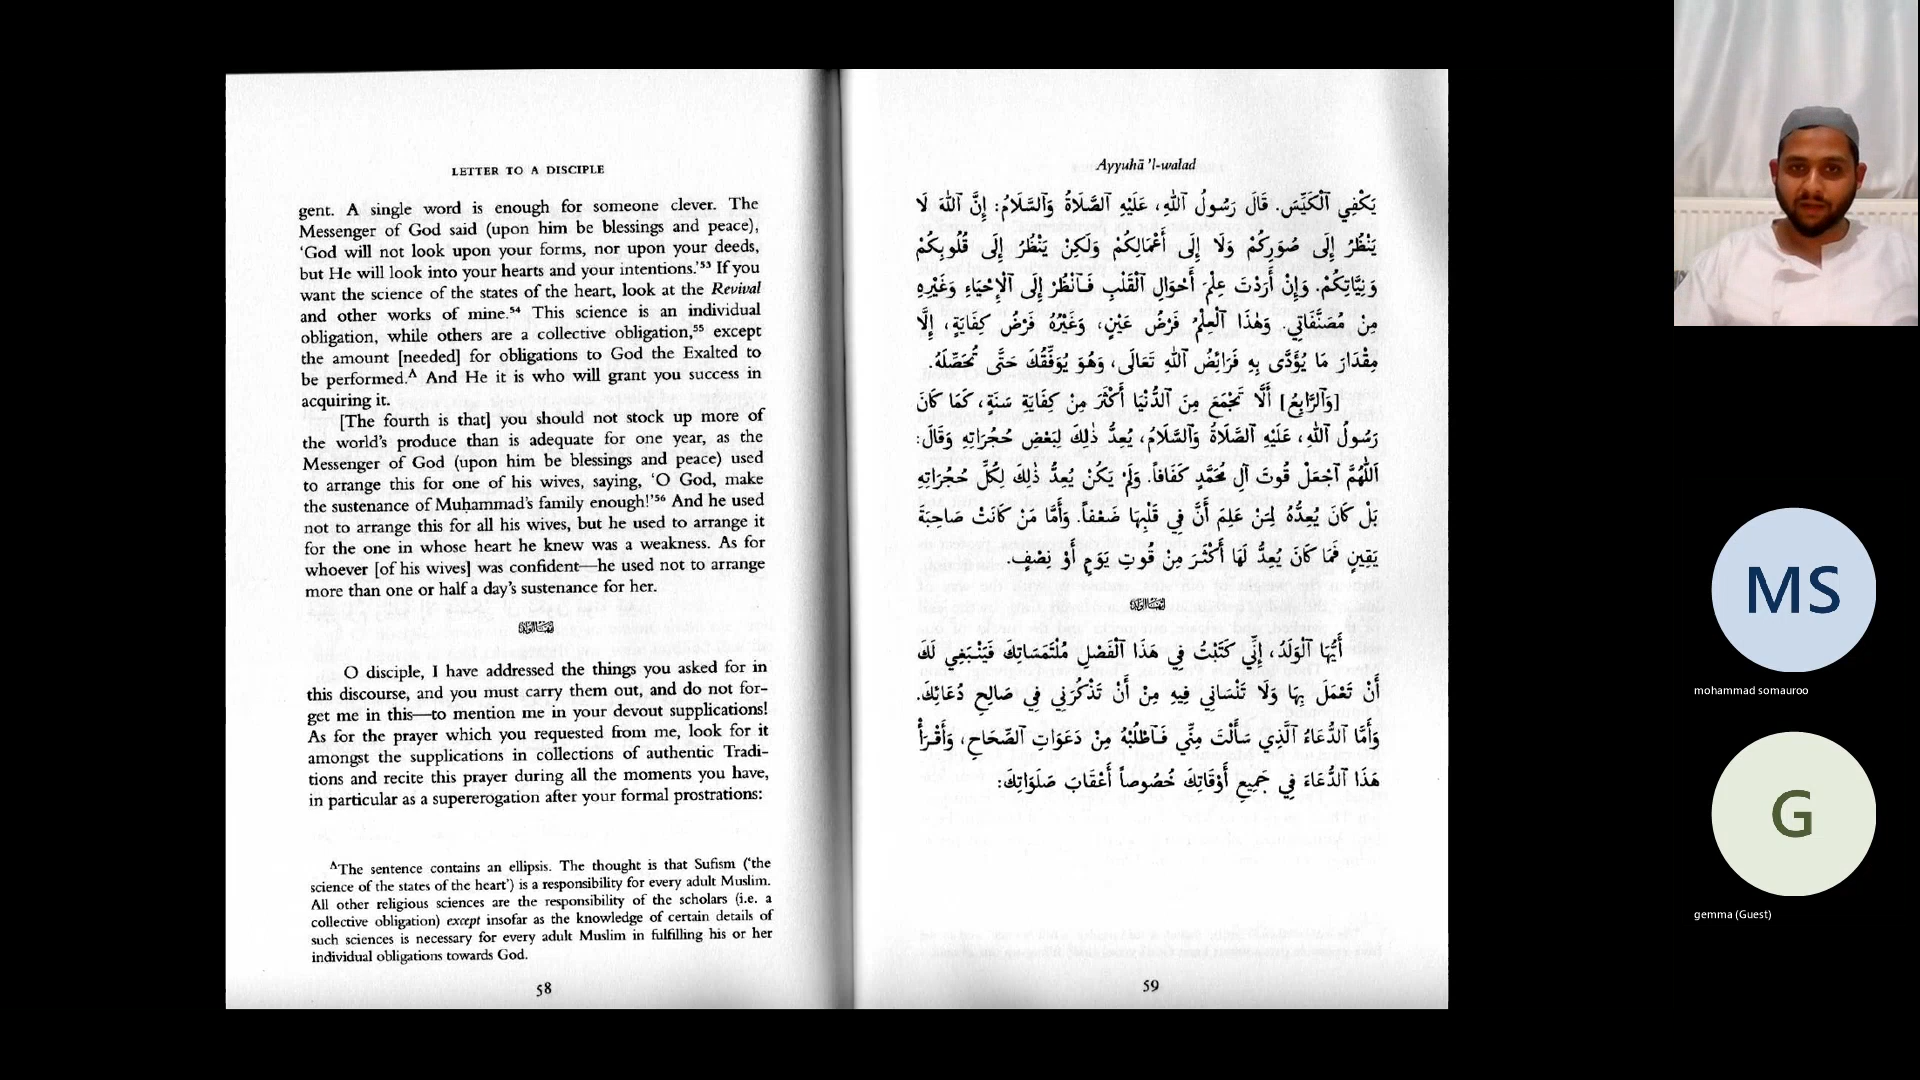 LETTER TO A DISCIPLE
gent. A single word is enough for someone clever. The
Messenger of God said (upon him be blessings and peace),
‘God will not look upon your forms, nor upon your deeds,
but He will look into your hearts and your intentions.’⁵³ If you
want the science of the states of the heart, look at the Revival
and other works of mine.⁵⁴ This science is an individual
obligation, while others are a collective obligation,⁵⁵ except
the amount [needed] for obligations to God the Exalted to
be performed.ᴬ And He it is who will grant you success in
acquiring it.
[The fourth is that] you should not stock up more of
the world’s produce than is adequate for one year, as the
Messenger of God (upon him be blessings and peace) used
to arrange this for one of his wives, saying, ‘O God, make
the sustenance of Muḥammad’s family enough!’⁵⁶ And he used
not to arrange this for all his wives, but he used to arrange it
for the one in whose heart he knew was a weakness. As for
whoever [of his wives] was confident—he used not to arrange
more than one or half a day’s sustenance for her.
O disciple, I have addressed the things you asked for in
this discourse, and you must carry them out, and do not for-
get me in this—to mention me in your devout supplications!
As for the prayer which you requested from me, look for it
amongst the supplications in collections of authentic Tradi-
tions and recite this prayer during all the moments you have,
in particular as a supererogation after your formal prostrations:
ᴬThe sentence contains an ellipsis. The thought is that Sufism (‘the
science of the states of the heart’) is a responsibility for every adult Muslim.
All other religious sciences are the responsibility of the scholars (i.e. a
collective obligation) except insofar as the knowledge of certain details of
such sciences is necessary for every adult Muslim in fulfilling his or her
individual obligations towards God.
58
Ayyuhā ’l-walad
يَكْفِي ٱلْكَيِّسَ. قَالَ رَسُولُ ٱللهِ، عَلَيْهِ ٱلصَّلَاةُ وَٱلسَّلَامُ: إِنَّ ٱللهَ لَا
يَنْظُرُ إِلَى صُوَرِكُمْ وَلَا إِلَى أَعْمَالِكُمْ وَلَكِنْ يَنْظُرُ إِلَى قُلُوبِكُمْ
وَنِيَّاتِكُمْ. وَإِنْ أَرَدْتَ عِلْمَ أَحْوَالِ ٱلْقَلْبِ فَٱنْظُرْ إِلَى ٱلْإِحْيَاءِ وَغَيْرِهِ
مِنْ مُصَنَّفَاتِي. وَهٰذَا ٱلْعِلْمُ فَرْضُ عَيْنٍ، وَغَيْرُهُ فَرْضُ كِفَايَةٍ، إِلَّا
مِقْدَارَ مَا يُؤَدَّى بِهِ فَرَائِضُ ٱللهِ تَعَالَى، وَهُوَ يُوَفِّقُكَ حَتَّى تُحَصِّلَهُ.
[وَٱلرَّابِعُ] أَلَّا تَجْمَعَ مِنَ ٱلدُّنْيَا أَكْثَرَ مِنْ كِفَايَةِ سَنَةٍ، كَمَا كَانَ
رَسُولُ ٱللهِ، عَلَيْهِ ٱلصَّلَاةُ وَٱلسَّلَامُ، يُعِدُّ ذٰلِكَ لِبَعْضِ حُجُرَاتِهِ وَقَالَ:
اَللّٰهُمَّ ٱجْعَلْ قُوتَ آلِ مُحَمَّدٍ كَفَافاً. وَلَمْ يَكُنْ يُعِدُّ ذٰلِكَ لِكُلِّ حُجُرَاتِهِ
بَلْ كَانَ يُعِدُّهُ لِمَنْ عَلِمَ أَنَّ فِي قَلْبِهَا ضَعْفاً. وَأَمَّا مَنْ كَانَتْ صَاحِبَةَ
يَقِينٍ فَمَا كَانَ يُعِدُّ لَهَا أَكْثَرَ مِنْ قُوتِ يَوْمٍ أَوْ نِصْفٍ.
أَيُّهَا ٱلْوَلَدُ، إِنِّي كَتَبْتُ فِي هَذَا ٱلْفَصْلِ مُلْتَمَسَاتِكَ فَيَنْبَغِي لَكَ
أَنْ تَعْمَلَ بِهَا وَلَا تَنْسَانِي فِيهِ مِنْ أَنْ تَذْكُرَنِي فِي صَالِحِ دُعَائِكَ.
وَأَمَّا ٱلدُّعَاءُ ٱلَّذِي سَأَلْتَ مِنِّي فَٱطْلُبْهُ مِنْ دَعَوَاتِ ٱلصِّحَاحِ، وَٱقْرَأْ
هَذَا ٱلدُّعَاءَ فِي جَمِيعِ أَوْقَاتِكَ خُصُوصاً أَعْقَابَ صَلَوَاتِكَ:
59
MS
mohammad somauroo
G
gemma (Guest)